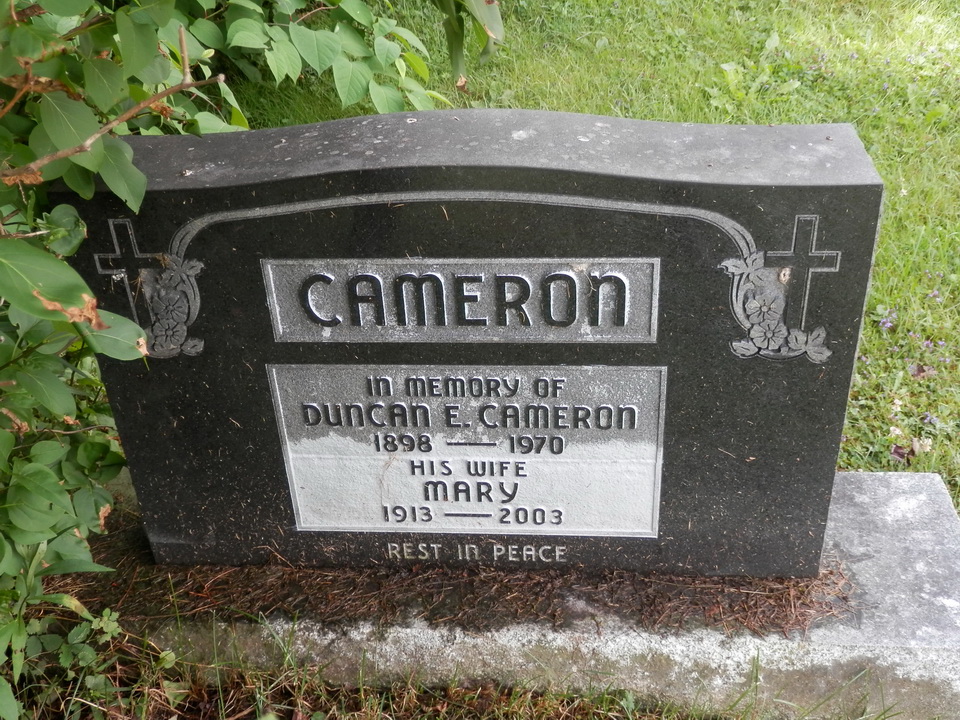 CAMERON
IN MEMORY OF
DUNCAN E. CAMERON
1898 — 1970
HIS WIFE
MARY
1913 — 2003
REST IN PEACE